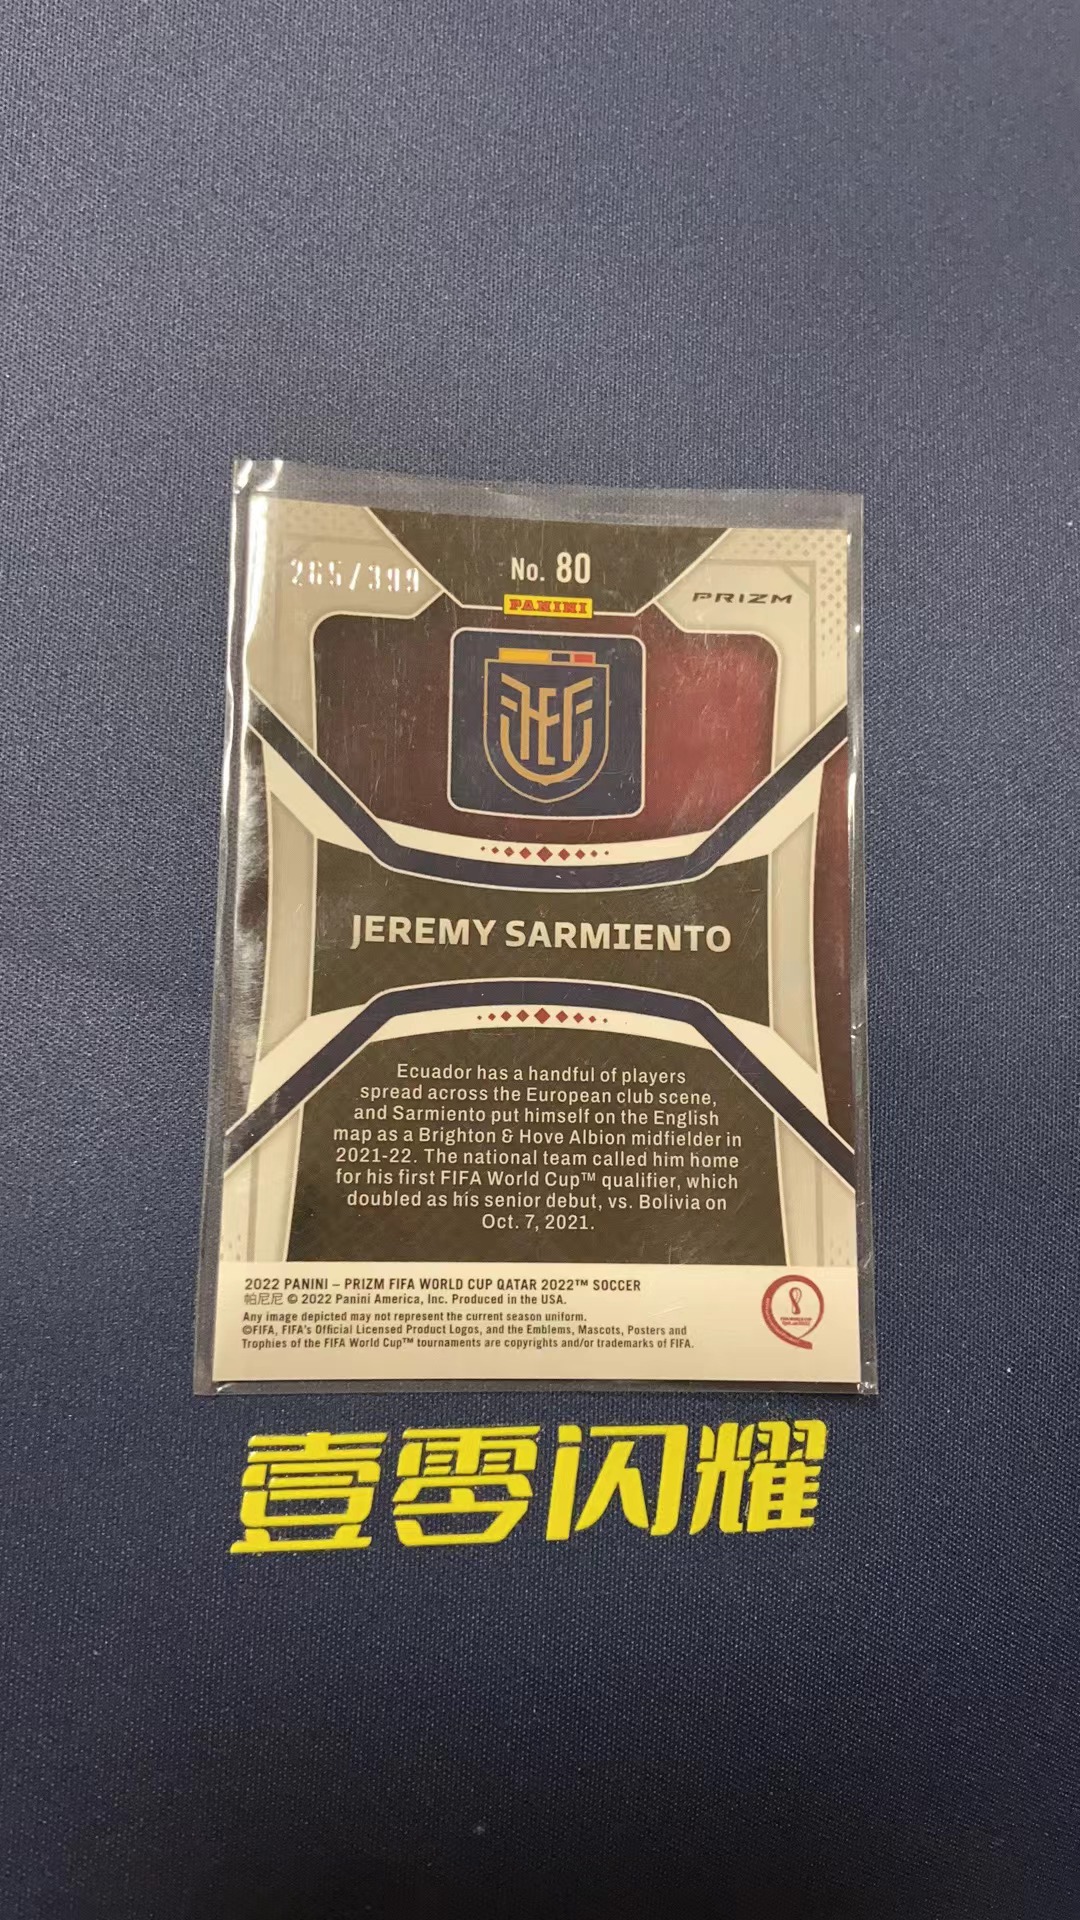 No. 80
265/399
PANINI
PRIZM
FEF
JEREMY SARMIENTO
Ecuador has a handful of players
spread across the European club scene,
and Sarmiento put himself on the English
map as a Brighton & Hove Albion midfielder in
2021-22. The national team called him home
for his first FIFA World Cup™ qualifier, which
doubled as his senior debut, vs. Bolivia on
Oct. 7, 2021.
2022 PANINI – PRIZM FIFA WORLD CUP QATAR 2022™ SOCCER
帕尼尼 © 2022 Panini America, Inc. Produced in the USA.
Any image depicted may not represent the current season uniform.
©FIFA, FIFA's Official Licensed Product Logos, and the Emblems, Mascots, Posters and
Trophies of the FIFA World Cup™ tournaments are copyrights and/or trademarks of FIFA.
壹零闪耀